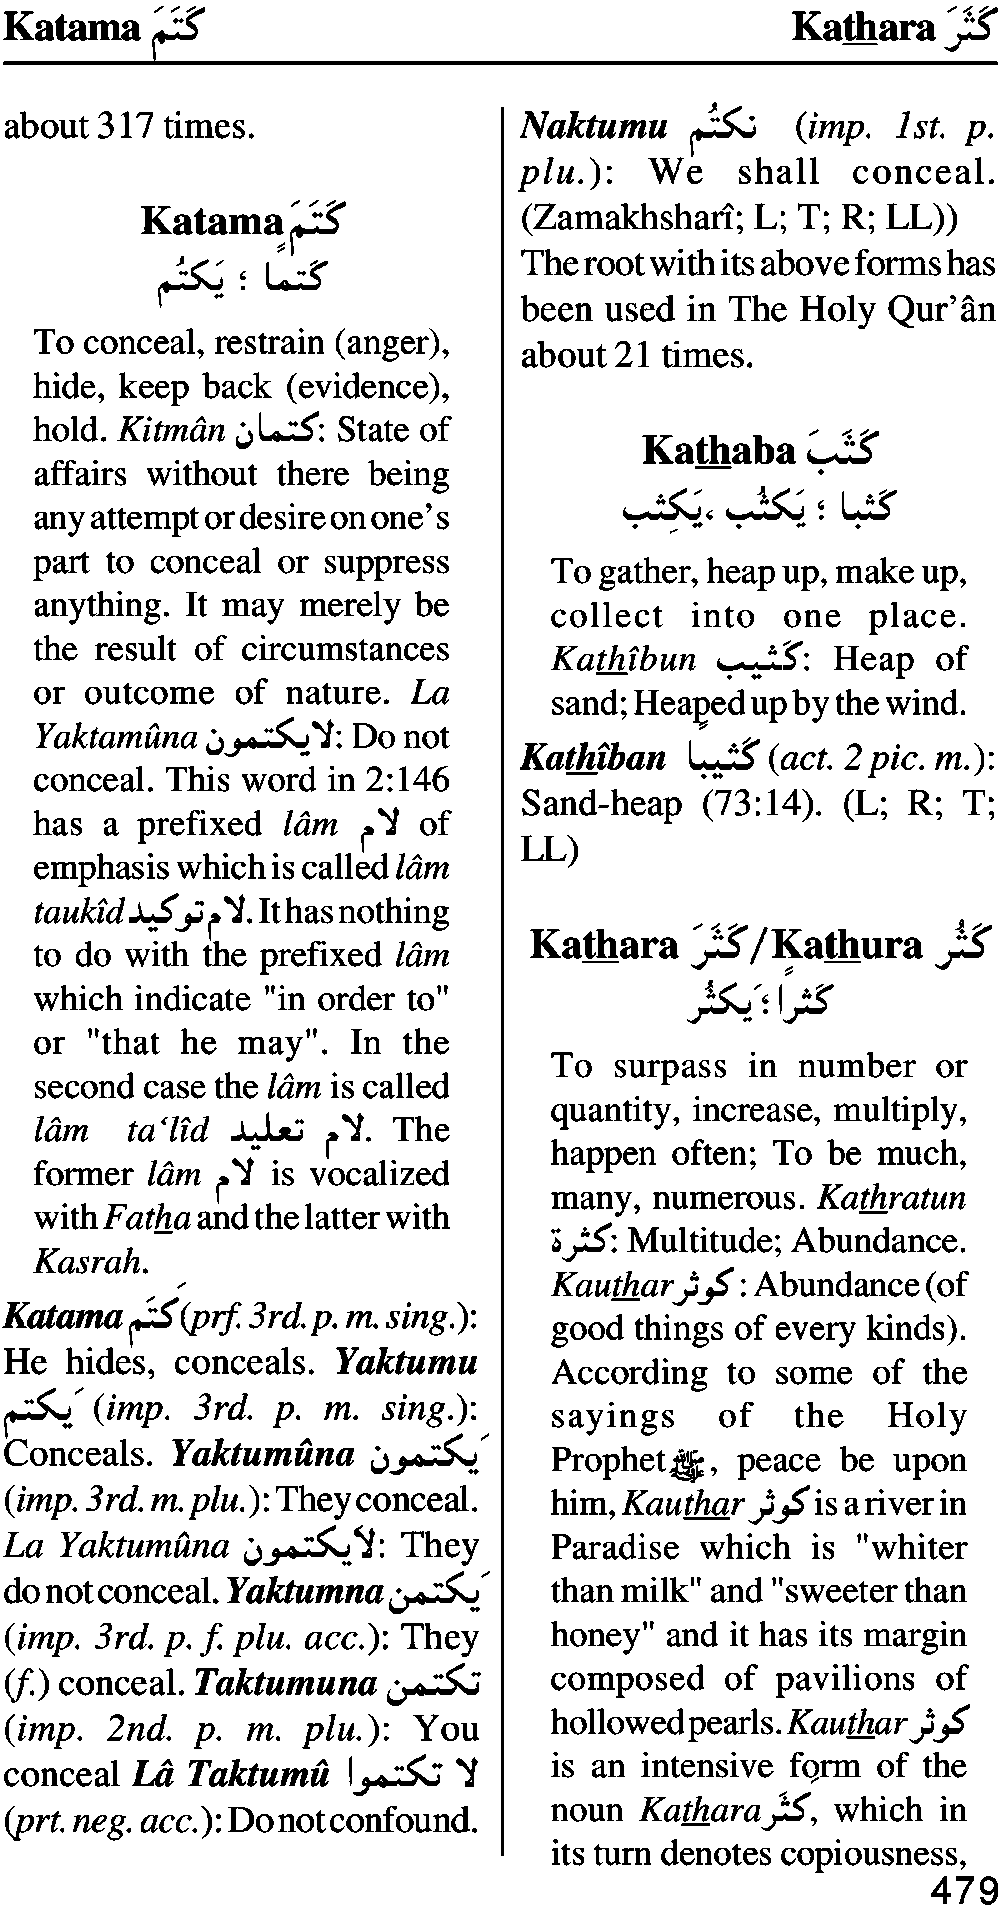 Katama كَتَمَ
Kathara كَثَرَ
about 317 times.
Katama كَتَمَ
كَتماً ؛ يَكتُم
To conceal, restrain (anger),
hide, keep back (evidence),
hold. Kitmân كتمان: State of
affairs without there being
any attempt or desire on one's
part to conceal or suppress
anything. It may merely be
the result of circumstances
or outcome of nature. La
Yaktamûna لايكتمون: Do not
conceal. This word in 2:146
has a prefixed lâm لام of
emphasis which is called lâm
taukîd لام توكيد. It has nothing
to do with the prefixed lâm
which indicate "in order to"
or "that he may". In the
second case the lâm is called
lâm ta‘lîd لام تعليد. The
former lâm لام is vocalized
with Fatha and the latter with
Kasrah.
Katama كَتَمَ (prf. 3rd. p. m. sing.):
He hides, conceals. Yaktumu
يَكتم (imp. 3rd. p. m. sing.):
Conceals. Yaktumûna يَكتمون
(imp. 3rd. m. plu.): They conceal.
La Yaktumûna لايكتمون: They
do not conceal. Yaktumna يَكتمن
(imp. 3rd. p. f. plu. acc.): They
(f.) conceal. Taktumuna تكتمن
(imp. 2nd. p. m. plu.): You
conceal Lâ Taktumû لا تكتموا
(prt. neg. acc.): Do not confound.
Naktumu نكتُم (imp. 1st. p.
plu.): We shall conceal.
(Zamakhsharî; L; T; R; LL))
The root with its above forms has
been used in The Holy Qur’ân
about 21 times.
Kathaba كَثَبَ
كَثبا ؛ يَكثُب، يَكِثب
To gather, heap up, make up,
collect into one place.
Kathîbun كَثيب: Heap of
sand; Heaped up by the wind.
Kathîban كَثيباً (act. 2 pic. m.):
Sand-heap (73:14). (L; R; T;
LL)
Kathara كَثَرَ / Kathura كَثُر
كَثراً ؛ يَكثُر
To surpass in number or
quantity, increase, multiply,
happen often; To be much,
many, numerous. Kathratun
كثرة: Multitude; Abundance.
Kauthar كوثر : Abundance (of
good things of every kinds).
According to some of the
sayings of the Holy
Prophet ﷺ, peace be upon
him, Kauthar كوثر is a river in
Paradise which is "whiter
than milk" and "sweeter than
honey" and it has its margin
composed of pavilions of
hollowed pearls. Kauthar كوثر
is an intensive form of the
noun Kathara كَثَر, which in
its turn denotes copiousness,
479